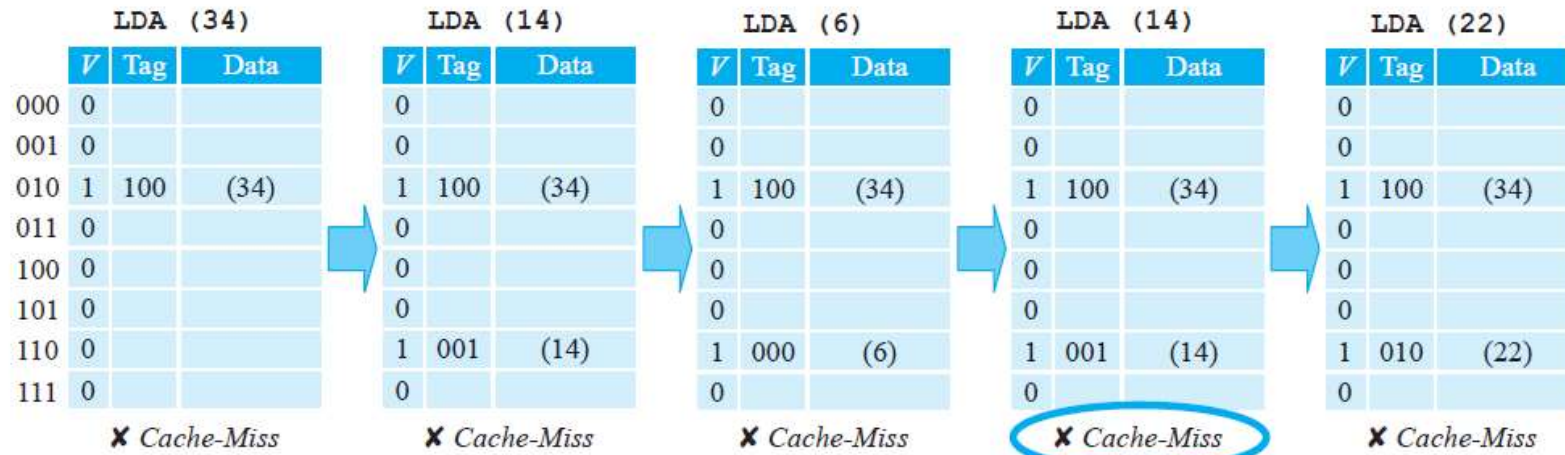 LDA (34) LDA (14) LDA (6) LDA (14) LDA (22)
V Tag Data V Tag Data V Tag Data V Tag Data V Tag Data
000 0 0 0 0 0
001 0 0 0 0 0
010 1 100 (34) 1 100 (34) 1 100 (34) 1 100 (34) 1 100 (34)
011 0 0 0 0 0
100 0 0 0 0 0
101 0 0 0 0 0
110 0 1 001 (14) 1 000 (6) 1 001 (14) 1 010 (22)
111 0 0 0 0 0
✘ Cache-Miss ✘ Cache-Miss ✘ Cache-Miss ✘ Cache-Miss ✘ Cache-Miss